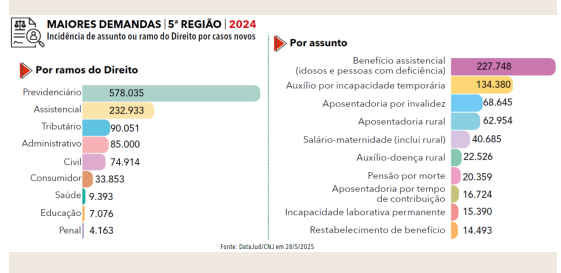 MAIORES DEMANDAS | 5ª REGIÃO | 2024
Incidência de assunto ou ramo do Direito por casos novos
Por ramos do Direito
Previdenciário 578.035
Assistencial 232.933
Tributário 90.051
Administrativo 85.000
Civil 74.914
Consumidor 33.853
Saúde 9.393
Educação 7.076
Penal 4.163
Por assunto
Benefício assistencial
(idosos e pessoas com deficiência) 227.748
Auxílio por incapacidade temporária 134.380
Aposentadoria por invalidez 68.645
Aposentadoria rural 62.954
Salário-maternidade (inclui rural) 40.685
Auxílio-doença rural 22.526
Pensão por morte 20.359
Aposentadoria por tempo
de contribuição 16.724
Incapacidade laborativa permanente 15.390
Restabelecimento de benefício 14.493
Fonte: DataJud/CNJ em 28/5/2025